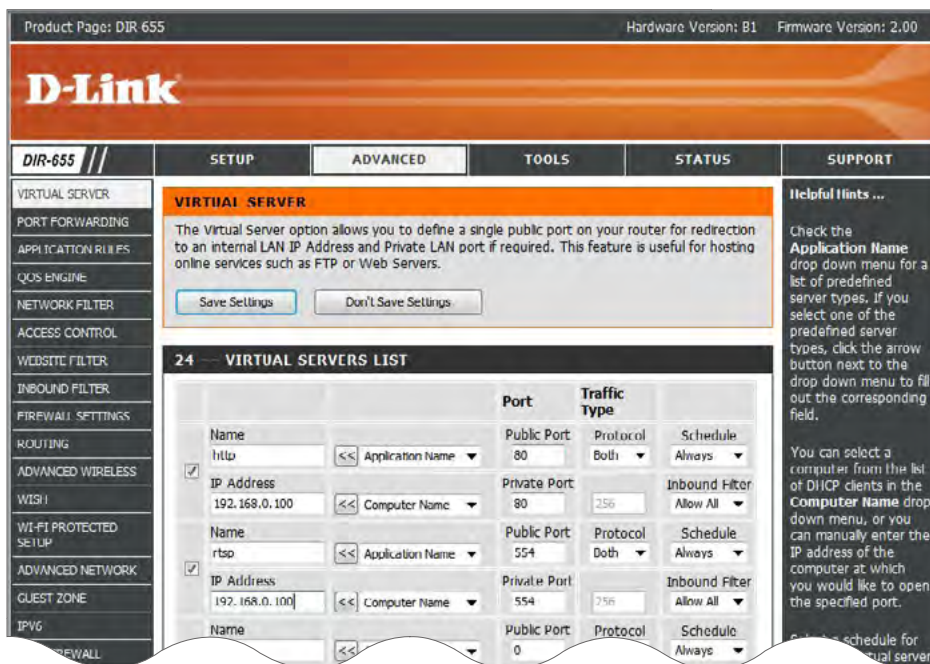 Product Page: DIR 655
Hardware Version: B1 Firmware Version: 2.00
D-Link
DIR-655
SETUP
ADVANCED
TOOLS
STATUS
SUPPORT
VIRTUAL SERVER
PORT FORWARDING
APPLICATION RULES
QOS ENGINE
NETWORK FILTER
ACCESS CONTROL
WEBSITE FILTER
INBOUND FILTER
FIREWALL SETTINGS
ROUTING
ADVANCED WIRELESS
WISH
WI-FI PROTECTED
SETUP
ADVANCED NETWORK
GUEST ZONE
IPV6
VIRTUAL SERVER
The Virtual Server option allows you to define a single public port on your router for redirection
to an internal LAN IP Address and Private LAN port if required. This feature is useful for hosting
online services such as FTP or Web Servers.
Save Settings
Don't Save Settings
24 — VIRTUAL SERVERS LIST
Port
Traffic
Type
Name
Public Port
Protocol
Schedule
http
<< Application Name
80
Both
Always
IP Address
Private Port
Inbound Filter
192.168.0.100
<< Computer Name
80
256
Allow All
Name
Public Port
Protocol
Schedule
rtsp
<< Application Name
554
Both
Always
IP Address
Private Port
Inbound Filter
192.168.0.100
<< Computer Name
554
256
Allow All
Name
Public Port
Protocol
Schedule
<<
0
Always
Helpful Hints ...
Check the
Application Name
drop down menu for a
list of predefined
server types. If you
select one of the
predefined server
types, click the arrow
button next to the
drop down menu to fill
out the corresponding
field.
You can select a
computer from the list
of DHCP clients in the
Computer Name drop
down menu, or you
can manually enter the
IP address of the
computer at which
you would like to open
the specified port.
schedule for
server